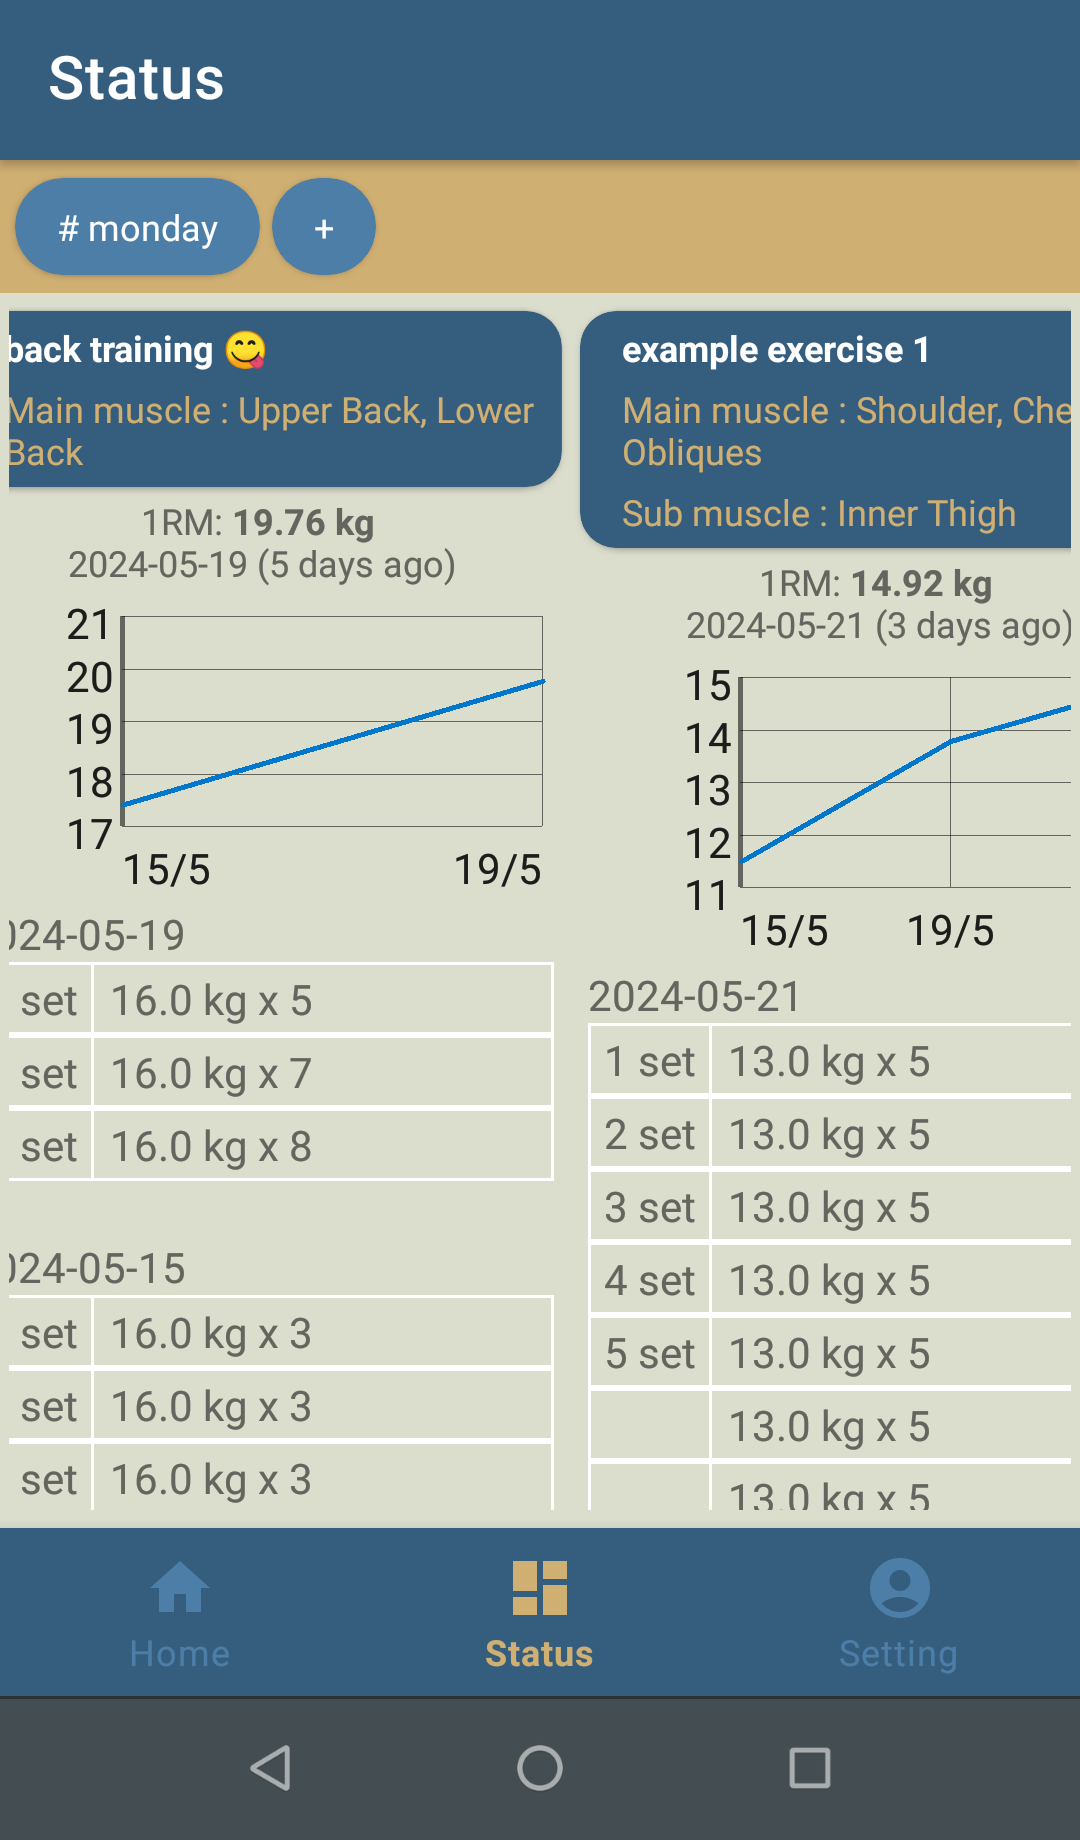 Status
# monday
+
back training 😋
Main muscle : Upper Back, Lower
Back
1RM: 19.76 kg
2024-05-19 (5 days ago)
21
20
19
18
17
15/5 19/5
024-05-19
set 16.0 kg x 5
set 16.0 kg x 7
set 16.0 kg x 8
024-05-15
set 16.0 kg x 3
set 16.0 kg x 3
set 16.0 kg x 3
example exercise 1
Main muscle : Shoulder, Che
Obliques
Sub muscle : Inner Thigh
1RM: 14.92 kg
2024-05-21 (3 days ago)
15
14
13
12
11
15/5 19/5
2024-05-21
1 set 13.0 kg x 5
2 set 13.0 kg x 5
3 set 13.0 kg x 5
4 set 13.0 kg x 5
5 set 13.0 kg x 5
13.0 kg x 5
13.0 kg x 5
Home
Status
Setting